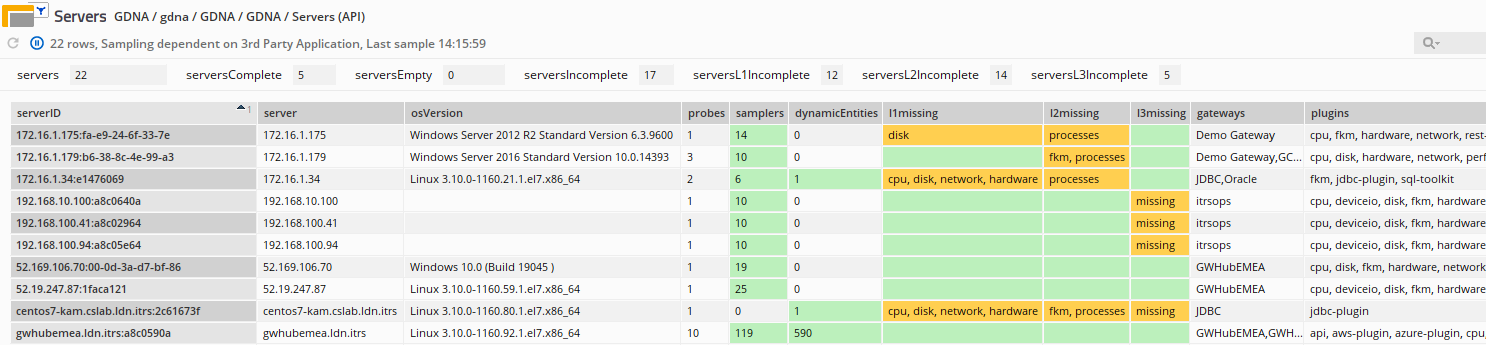 Servers GDNA / gdna / GDNA / GDNA / Servers (API)
22 rows, Sampling dependent on 3rd Party Application, Last sample 14:15:59
servers 22 serversComplete 5 serversEmpty 0 serversIncomplete 17 serversL1Incomplete 12 serversL2Incomplete 14 serversL3Incomplete 5
serverID 1 server osVersion probes samplers dynamicEntities l1missing l2missing l3missing gateways plugins
172.16.1.175:fa-e9-24-6f-33-7e 172.16.1.175 Windows Server 2012 R2 Standard Version 6.3.9600 1 14 0 disk processes Demo Gateway cpu, fkm, hardware, network, rest-
172.16.1.179:b6-38-8c-4e-99-a3 172.16.1.179 Windows Server 2016 Standard Version 10.0.14393 3 10 0 fkm, processes Demo Gateway,GC... cpu, disk, hardware, network, perf
172.16.1.34:e1476069 172.16.1.34 Linux 3.10.0-1160.21.1.el7.x86_64 2 6 1 cpu, disk, network, hardware processes JDBC,Oracle fkm, jdbc-plugin, sql-toolkit
192.168.10.100:a8c0640a 192.168.10.100 1 10 0 missing itrsops cpu, deviceio, disk, fkm, hardware
192.168.100.41:a8c02964 192.168.100.41 1 10 0 missing itrsops cpu, deviceio, disk, fkm, hardware
192.168.100.94:a8c05e64 192.168.100.94 1 10 0 missing itrsops cpu, deviceio, disk, fkm, hardware
52.169.106.70:00-0d-3a-d7-bf-86 52.169.106.70 Windows 10.0 (Build 19045 ) 1 19 0 GWHubEMEA cpu, disk, fkm, hardware, network
52.19.247.87:1faca121 52.19.247.87 Linux 3.10.0-1160.59.1.el7.x86_64 1 25 0 GWHubEMEA cpu, deviceio, disk, fkm, hardware
centos7-kam.cslab.ldn.itrs:2c61673f centos7-kam.cslab.ldn.itrs Linux 3.10.0-1160.80.1.el7.x86_64 1 0 1 cpu, disk, network, hardware fkm, processes missing JDBC jdbc-plugin
gwhubemea.ldn.itrs:a8c0590a gwhubemea.ldn.itrs Linux 3.10.0-1160.92.1.el7.x86_64 10 119 590 GWHubEMEA,GWH... api, aws-plugin, azure-plugin, cpu,